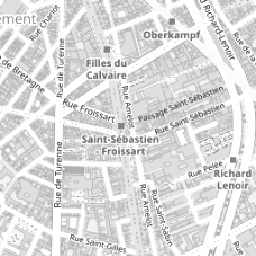 ement
Rue Charlot
Rue de Turenne
Oberkampf
Richard-Lenoir
Rue de la
Filles du
Calvaire
de Bretagne
Rue Froissart
Rue Amelot
Passage Saint-Sébastien
Rue Saint-Sébastien
Saint-Sébastien
Froissart
Rue de Turenne
Rue Pelée
Richard
Lenoir
Rue Amelot
Rue Saint-Sabin
Rue Saint-Gilles